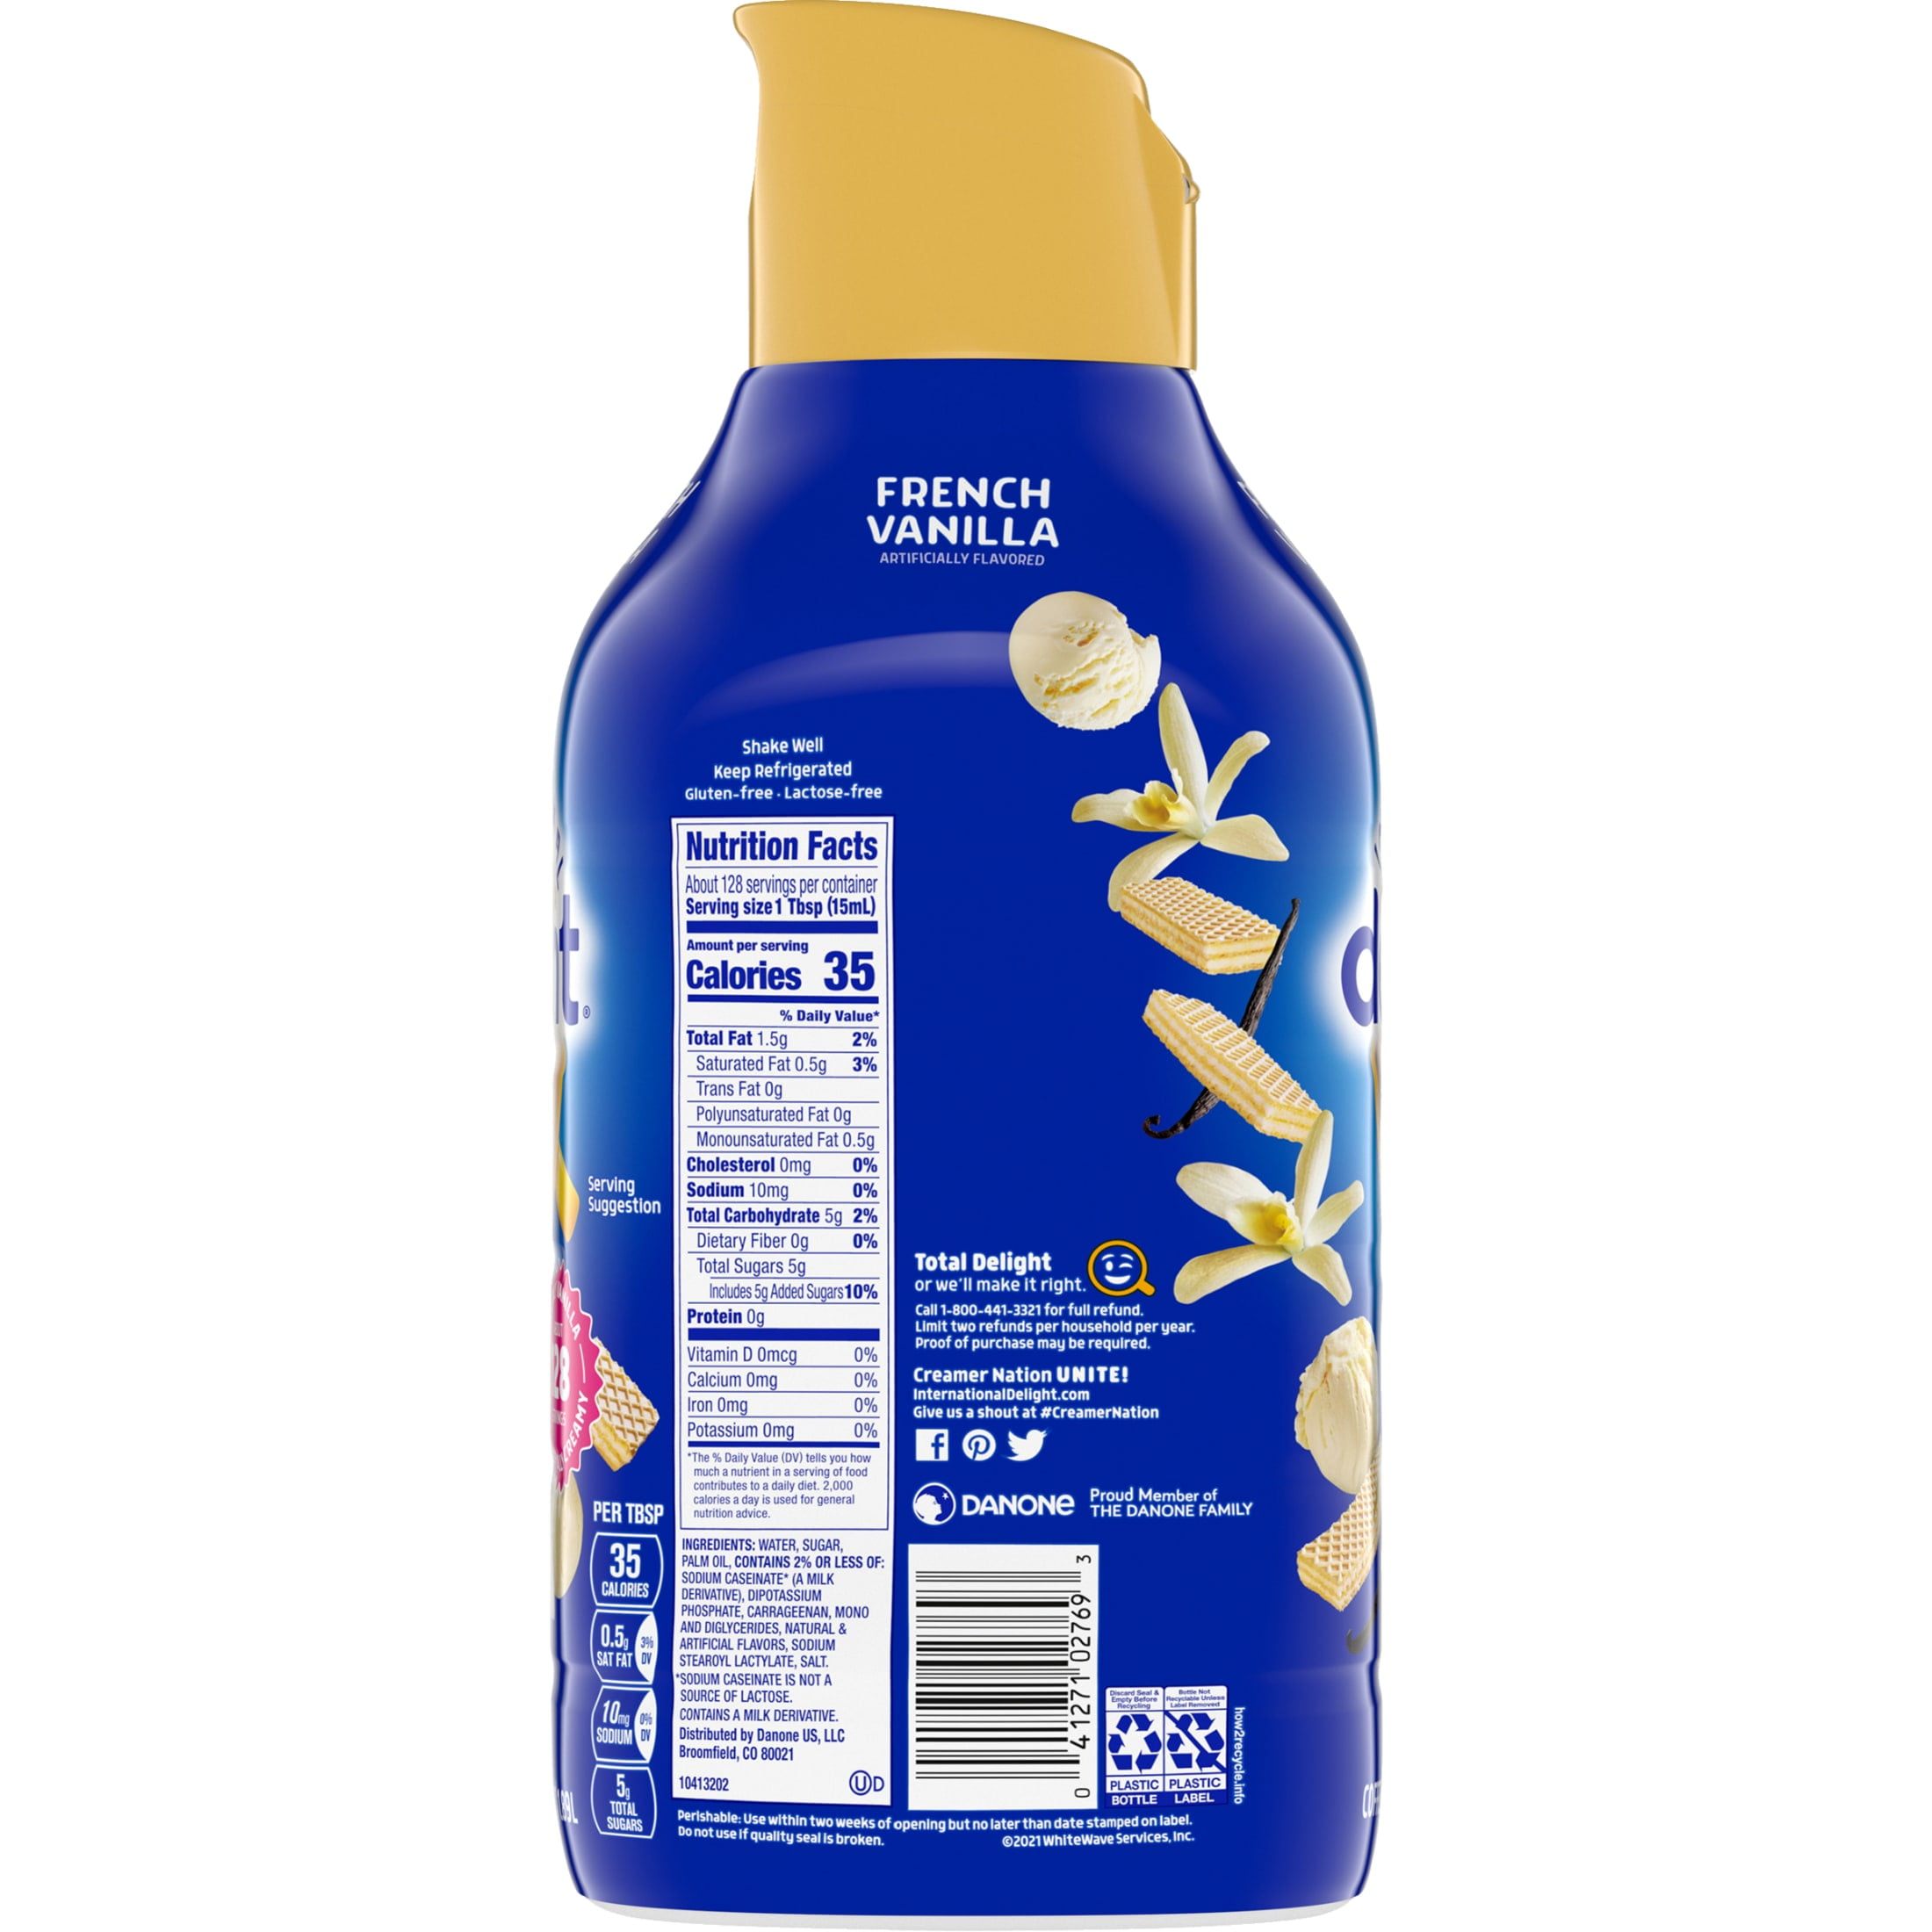 FRENCH
VANILLA
ARTIFICIALLY FLAVORED
Shake Well
Keep Refrigerated
Gluten-free · Lactose-free
Nutrition Facts
About 128 servings per container
Serving size 1 Tbsp (15mL)
Amount per serving
Calories 35
% Daily Value*
Total Fat 1.5g 2%
Saturated Fat 0.5g 3%
Trans Fat 0g
Polyunsaturated Fat 0g
Monounsaturated Fat 0.5g
Cholesterol 0mg 0%
Sodium 10mg 0%
Total Carbohydrate 5g 2%
Dietary Fiber 0g 0%
Total Sugars 5g
Includes 5g Added Sugars 10%
Protein 0g
Vitamin D 0mcg 0%
Calcium 0mg 0%
Iron 0mg 0%
Potassium 0mg 0%
*The % Daily Value (DV) tells you how
much a nutrient in a serving of food
contributes to a daily diet. 2,000
calories a day is used for general
nutrition advice.
INGREDIENTS: WATER, SUGAR,
PALM OIL, CONTAINS 2% OR LESS OF:
SODIUM CASEINATE* (A MILK
DERIVATIVE), DIPOTASSIUM
PHOSPHATE, CARRAGEENAN, MONO
AND DIGLYCERIDES, NATURAL &
ARTIFICIAL FLAVORS, SODIUM
STEAROYL LACTYLATE, SALT.
*SODIUM CASEINATE IS NOT A
SOURCE OF LACTOSE.
CONTAINS A MILK DERIVATIVE.
Distributed by Danone US, LLC
Broomfield, CO 80021
10413202
UD
Serving
Suggestion
CREAMY
PER TBSP
35
CALORIES
0.5g
SAT FAT
3%
DV
10mg
SODIUM
0%
DV
5g
TOTAL
SUGARS
Total Delight
or we'll make it right.
Call 1-800-441-3321 for full refund.
Limit two refunds per household per year.
Proof of purchase may be required.
Creamer Nation UNITE!
InternationalDelight.com
Give us a shout at #CreamerNation
DANONE
Proud Member of
THE DANONE FAMILY
0 41271 02769 3
Discard Seal &
Empty Before
Recycling
PLASTIC
BOTTLE
Bottle Not
Recyclable Unless
Label Removed
PLASTIC
LABEL
how2recycle.info
Perishable: Use within two weeks of opening but no later than date stamped on label.
Do not use if quality seal is broken.
©2021 WhiteWave Services, Inc.